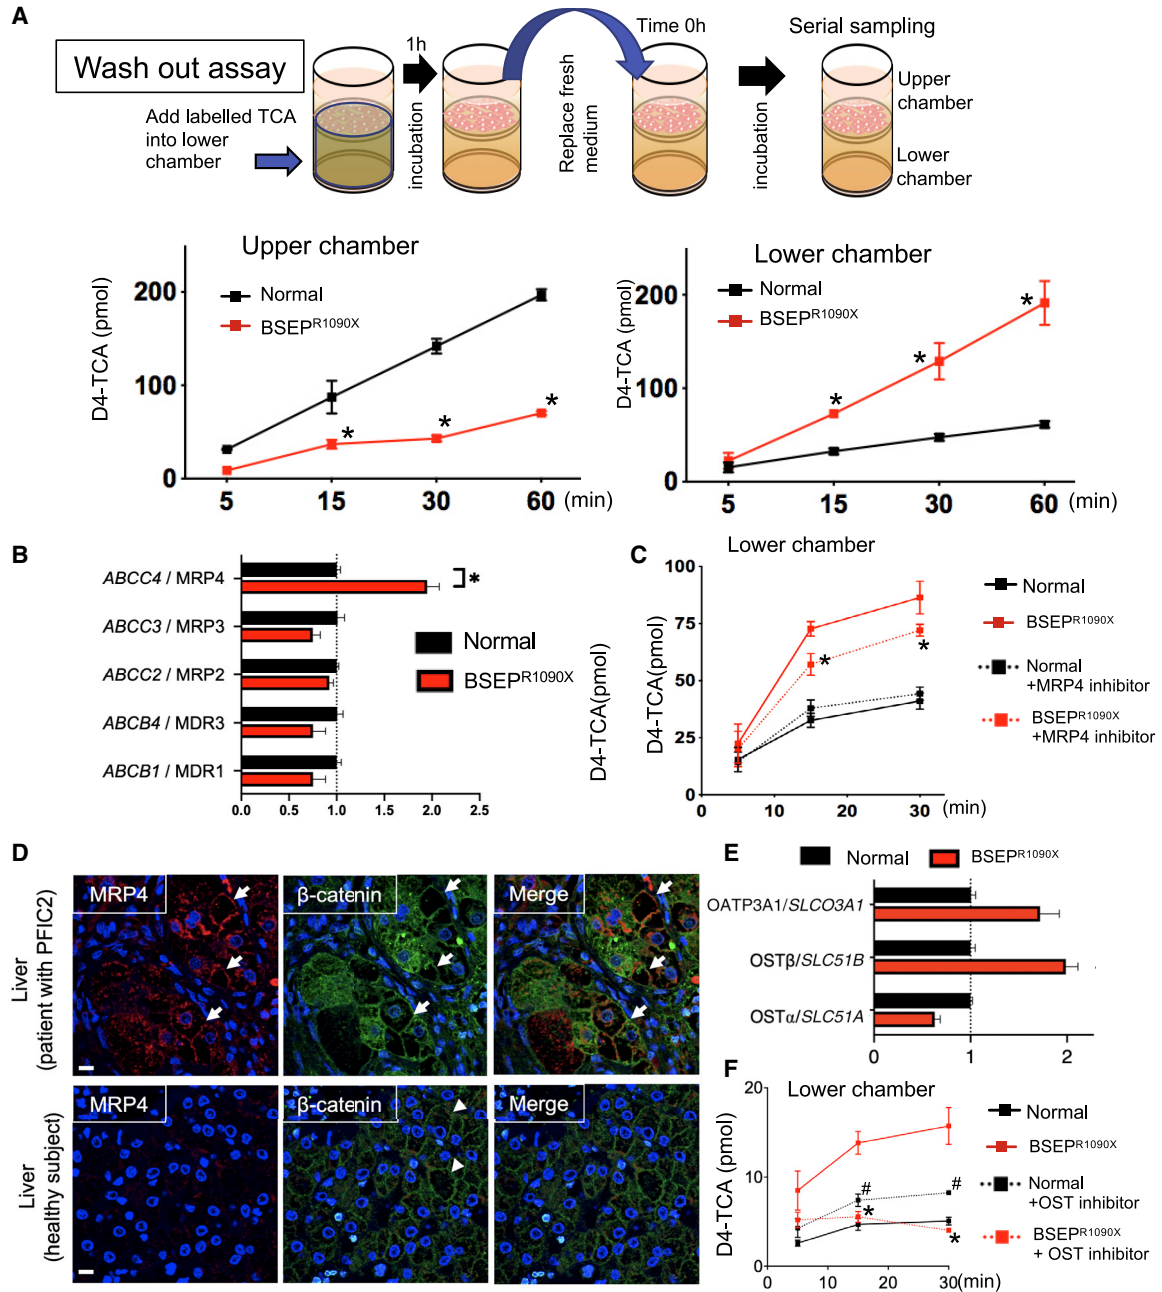 A
Wash out assay
Add labelled TCA
into lower
chamber
1h
incubation
Replace fresh
medium
Time 0h
incubation
Serial sampling
Upper
chamber
Lower
chamber
Upper chamber
D4-TCA (pmol)
200
100
0
Normal
BSEPR1090X
*
*
*
5 15 30 60 (min)
Lower chamber
D4-TCA (pmol)
200
100
0
Normal
BSEPR1090X
*
*
*
5 15 30 60 (min)
B
ABCC4 / MRP4
ABCC3 / MRP3
ABCC2 / MRP2
ABCB4 / MDR3
ABCB1 / MDR1
*
Normal
BSEPR1090X
0.0 0.5 1.0 1.5 2.0 2.5
C
Lower chamber
D4-TCA(pmol)
D4-TCA(pmol)
100
75
50
25
0
*
*
0 10 20 30 (min)
Normal
BSEPR1090X
Normal
+MRP4 inhibitor
BSEPR1090X
+MRP4 inhibitor
D
Liver
(patient with PFIC2)
MRP4
β-catenin
Merge
Liver
(healthy subject)
MRP4
β-catenin
Merge
E
Normal
BSEPR1090X
OATP3A1/SLCO3A1
OSTβ/SLC51B
OSTα/SLC51A
0 1 2
F
Lower chamber
D4-TCA (pmol)
20
10
0
#
#
*
*
0 10 20 30(min)
Normal
BSEPR1090X
Normal
+OST inhibitor
BSEPR1090X
+ OST inhibitor